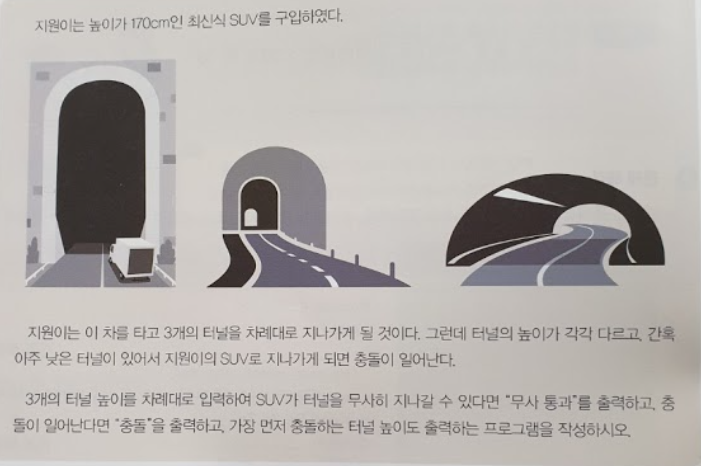 지원이는 높이가 170cm인 최신식 SUV를 구입하였다.
지원이는 이 차를 타고 3개의 터널을 차례대로 지나가게 될 것이다. 그런데 터널의 높이가 각각 다르고, 간혹
아주 낮은 터널이 있어서 지원이의 SUV로 지나가게 되면 충돌이 일어난다.
3개의 터널 높이를 차례대로 입력하여 SUV가 터널을 무사히 지나갈 수 있다면 "무사 통과"를 출력하고, 충
돌이 일어난다면 "충돌"을 출력하고, 가장 먼저 충돌하는 터널 높이도 출력하는 프로그램을 작성하시오.